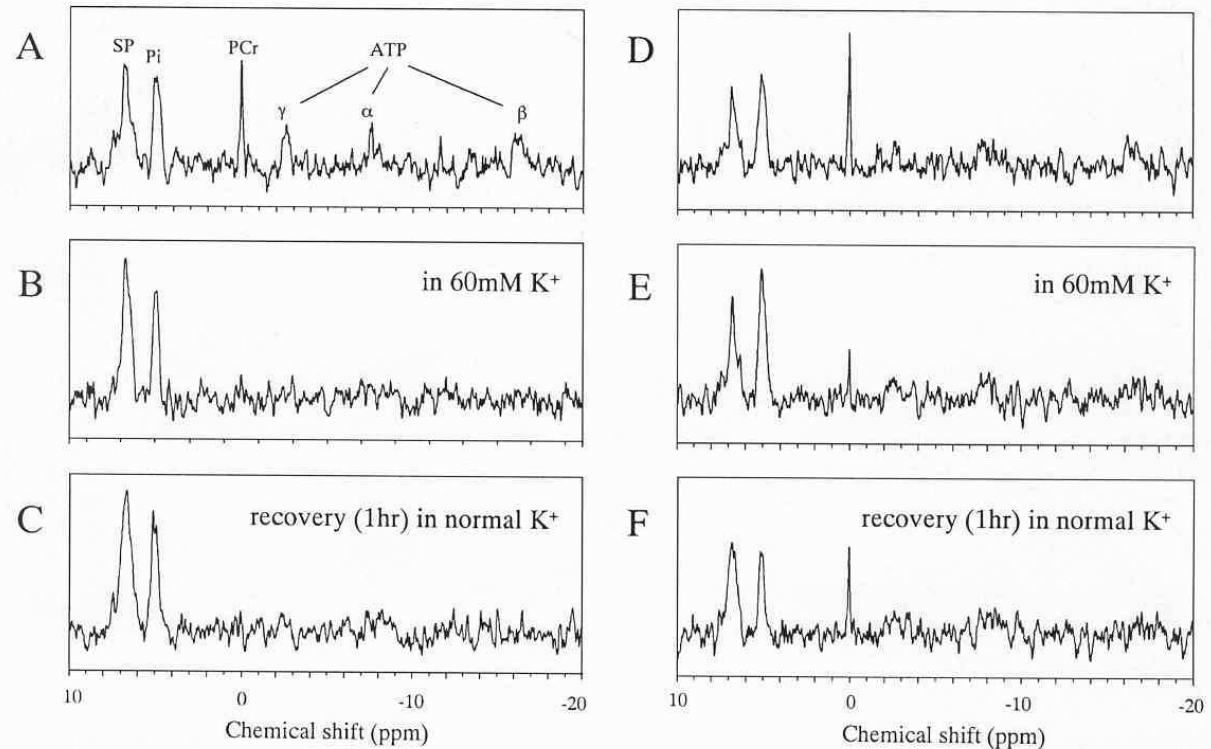 A
SP
Pi
PCr
ATP
γ
α
β
D
B
in 60mM K⁺
E
in 60mM K⁺
C
recovery (1hr) in normal K⁺
F
recovery (1hr) in normal K⁺
10 0 -10 -20
Chemical shift (ppm)
10 0 -10 -20
Chemical shift (ppm)